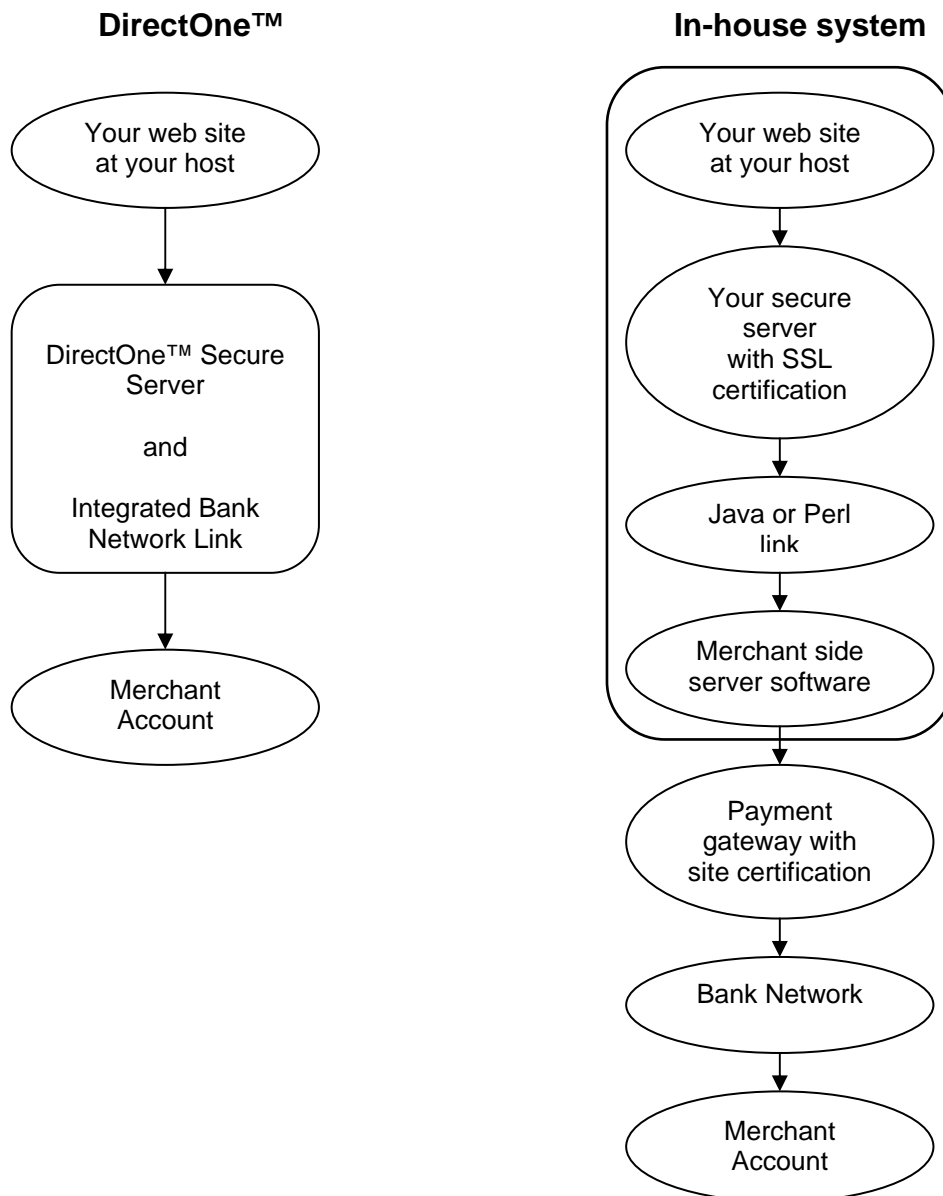 DirectOne™
Your web site
at your host
DirectOne™ Secure
Server
and
Integrated Bank
Network Link
Merchant
Account
In-house system
Your web site
at your host
Your secure
server
with SSL
certification
Java or Perl
link
Merchant side
server software
Payment
gateway with
site certification
Bank Network
Merchant
Account